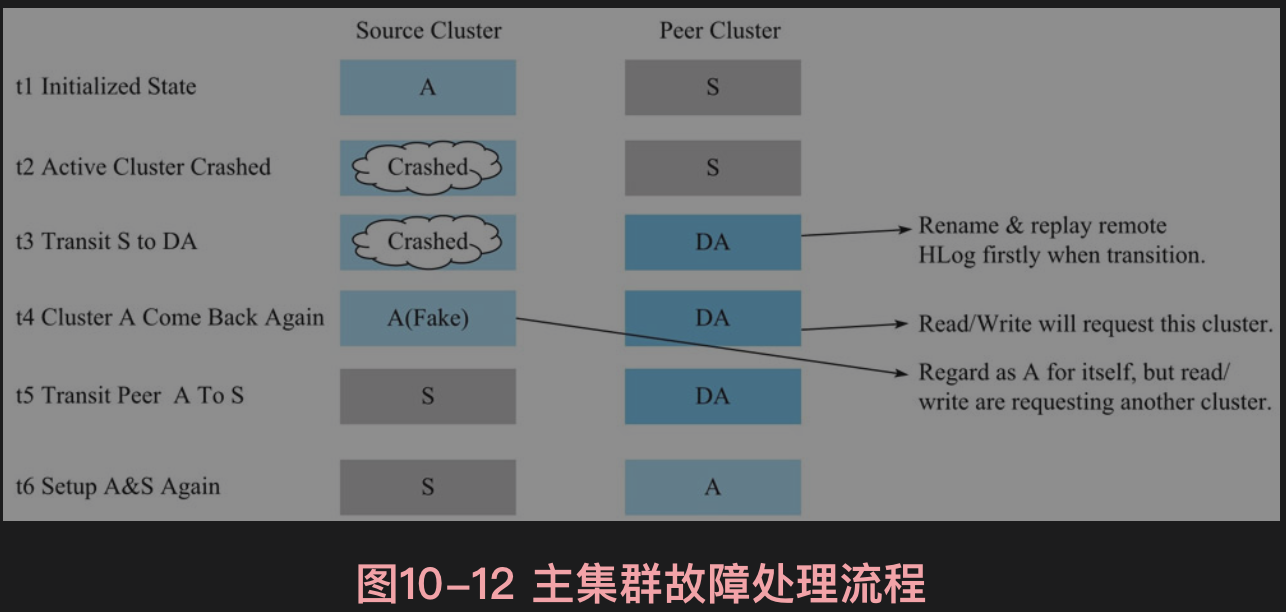 Source Cluster
Peer Cluster
t1 Initialized State
A
S
t2 Active Cluster Crashed
Crashed
S
t3 Transit S to DA
Crashed
DA
Rename & replay remote
HLog firstly when transition.
t4 Cluster A Come Back Again
A(Fake)
DA
Read/Write will request this cluster.
Regard as A for itself, but read/
write are requesting another cluster.
t5 Transit Peer A To S
S
DA
t6 Setup A&S Again
S
A
图10-12 主集群故障处理流程